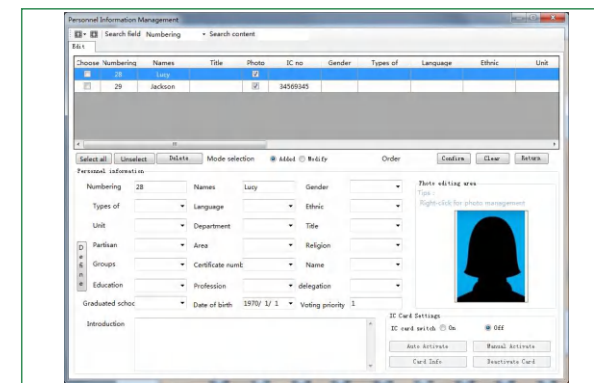 Personnel Information Management
Search field Numbering Search content
Edit
Choose Numbering Names Title Photo IC no Gender Types of Language Ethnic Unit
28 Lucy
29 Jackson 34569345
Select all Unselect Delete Mode selection Added Modify Order Confirm Clear Return
Personnel information
Photo editing area
Numbering 28 Names Lucy Gender
Tips :
Right-click for photo management
Types of Language Ethnic
Unit Department Title
Partisan Area Religion
Groups Certificate numb Name
Define
Education Profession delegation
Graduated schoo Date of birth 1970/ 1/ 1 Voting priority 1
IC Card Settings
Introduction
IC card switch On Off
Auto Activate Manual Activate
Card Info Deactivate Card